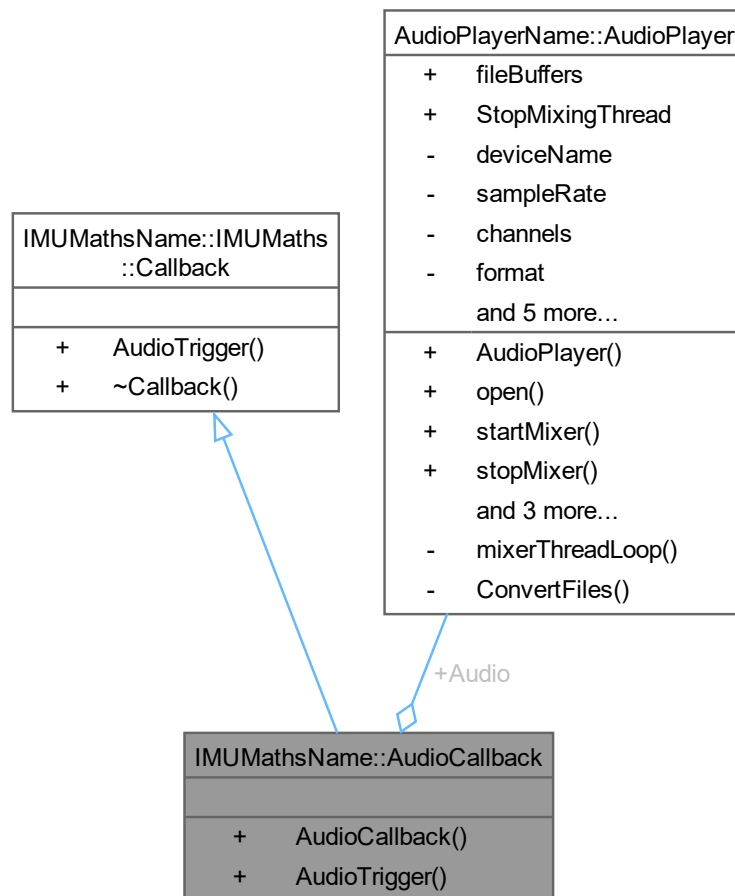 AudioPlayerName::AudioPlayer
+ fileBuffers
+ StopMixingThread
- deviceName
- sampleRate
- channels
- format
and 5 more...
+ AudioPlayer()
+ open()
+ startMixer()
+ stopMixer()
and 3 more...
- mixerThreadLoop()
- ConvertFiles()
IMUMathsName::IMUMaths
::Callback
+ AudioTrigger()
+ ~Callback()
+Audio
IMUMathsName::AudioCallback
+ AudioCallback()
+ AudioTrigger()